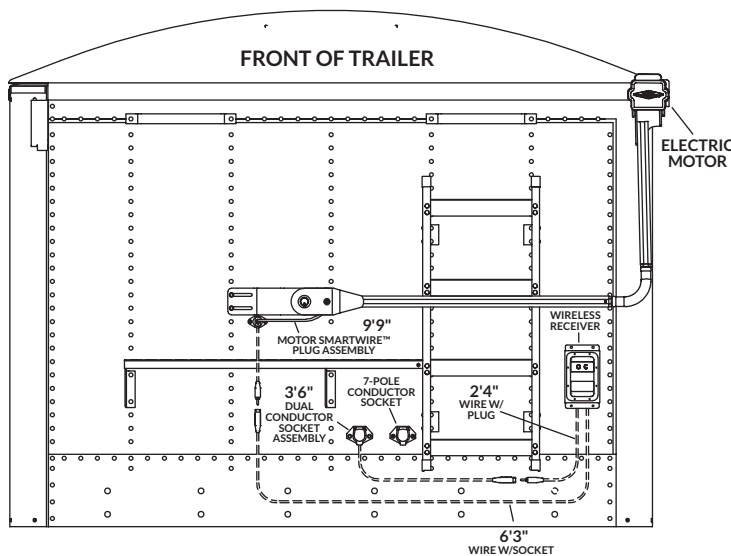 FRONT OF TRAILER
ELECTRIC
MOTOR
WIRELESS
RECEIVER
9'9"
MOTOR SMARTWIRE™
PLUG ASSEMBLY
3'6"
DUAL
CONDUCTOR
SOCKET
ASSEMBLY
7-POLE
CONDUCTOR
SOCKET
2'4"
WIRE W/
PLUG
6'3"
WIRE W/SOCKET